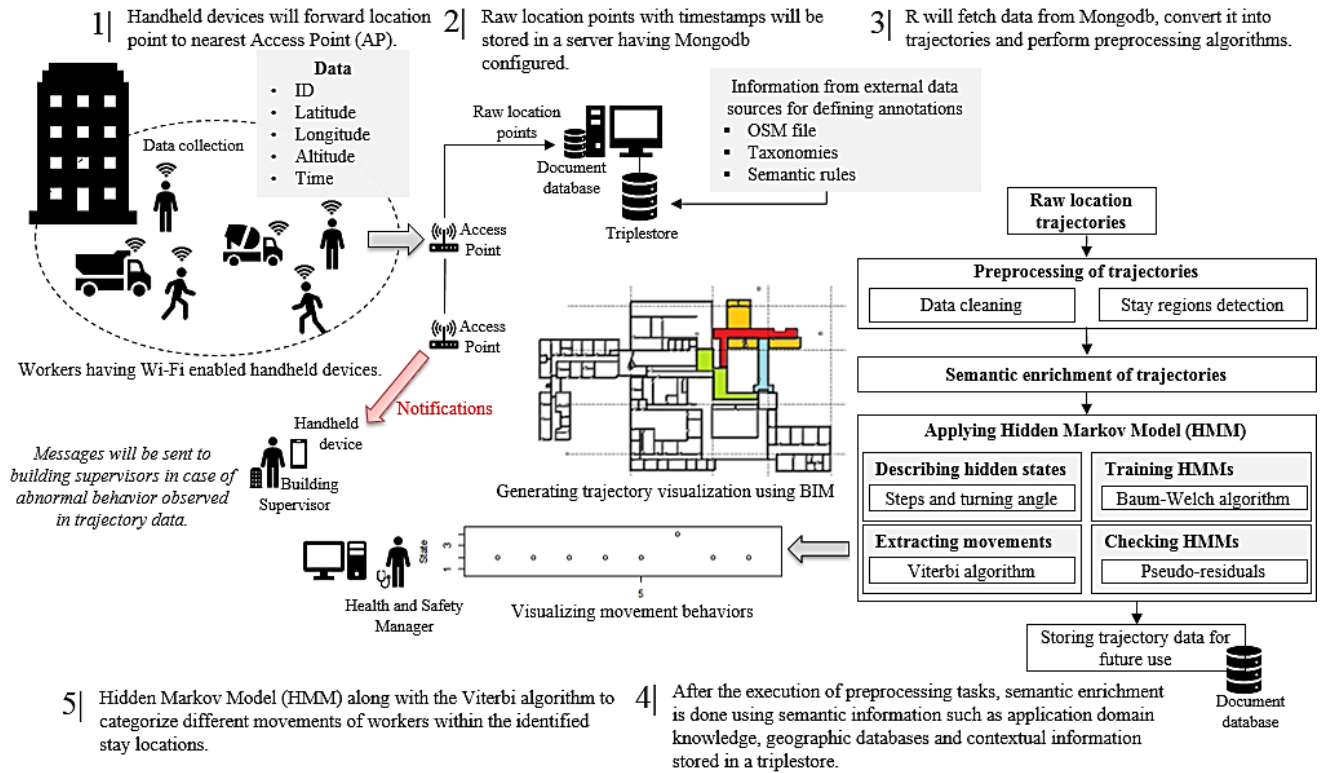 1| Handheld devices will forward location
point to nearest Access Point (AP).
Data
• ID
• Latitude
• Longitude
• Altitude
• Time
Data collection
Workers having Wi-Fi enabled handheld devices.
2| Raw location points with timestamps will be
stored in a server having Mongodb
configured.
Raw location
points
Document
database
Triplestore
Information from external data
sources for defining annotations
▪ OSM file
▪ Taxonomies
▪ Semantic rules
Access
Point
Access
Point
Notifications
Handheld
device
Building
Supervisor
Messages will be sent to
building supervisors in case of
abnormal behavior observed
in trajectory data.
Generating trajectory visualization using BIM
3| R will fetch data from Mongodb, convert it into
trajectories and perform preprocessing algorithms.
Raw location
trajectories
Preprocessing of trajectories
Data cleaning
Stay regions detection
Semantic enrichment of trajectories
Applying Hidden Markov Model (HMM)
Describing hidden states
Steps and turning angle
Training HMMs
Baum-Welch algorithm
Extracting movements
Viterbi algorithm
Checking HMMs
Pseudo-residuals
Storing trajectory data for
future use
Document
database
State
3
1
5
Visualizing movement behaviors
Health and Safety
Manager
4| After the execution of preprocessing tasks, semantic enrichment
is done using semantic information such as application domain
knowledge, geographic databases and contextual information
stored in a triplestore.
5| Hidden Markov Model (HMM) along with the Viterbi algorithm to
categorize different movements of workers within the identified
stay locations.